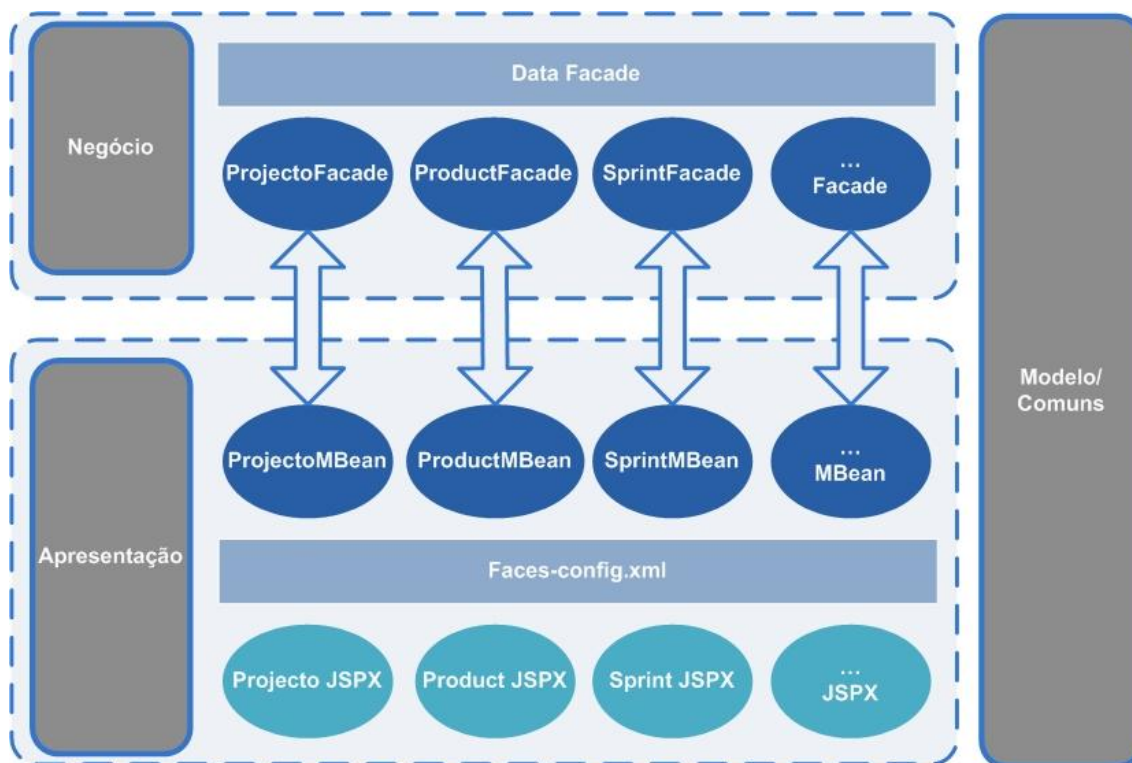 Data Facade
Negócio
ProjectoFacade
ProductFacade
SprintFacade
...
Facade
Modelo/
Comuns
ProjectoMBean
ProductMBean
SprintMBean
...
MBean
Apresentação
Faces-config.xml
Projecto JSPX
Product JSPX
Sprint JSPX
...
JSPX